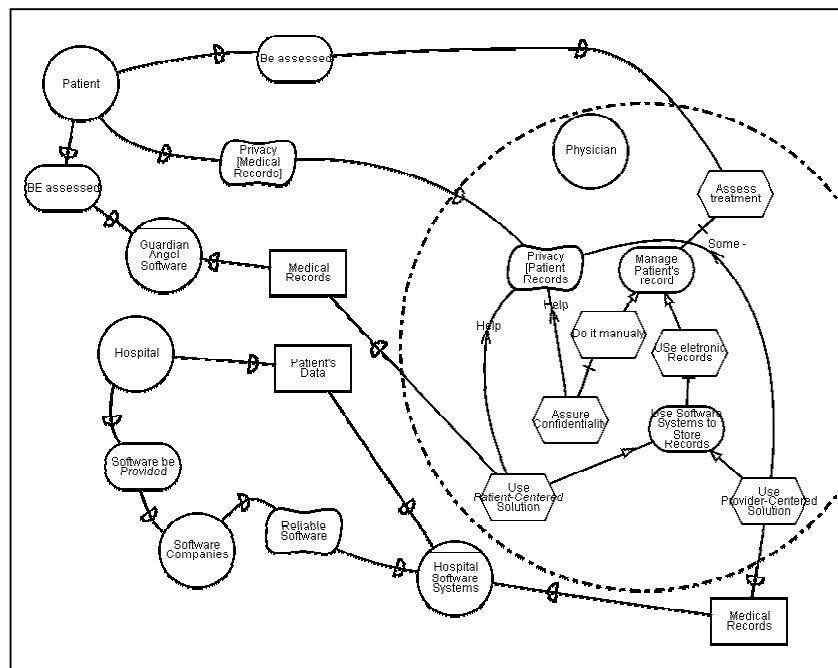 Be assessed
Patient
Physician
Privacy
[Medical
Records]
BE assessed
Assess
treatment
Guardian
Angel
Software
Medical
Records
Privacy
[Patient
Records
Some -
Manage
Patient's
record
Help
Do it manualy
USe eletronic
Records
Help
Hospital
Patient's
Data
Assure
Confidentiality
Use Software
Systems to
Store
Records
Software be
Provided
Use
Patient-Centered
Solution
Use
Provider-Centered
Solution
Software
Companies
Reliable
Software
Hospital
Software
Systems
Medical
Records